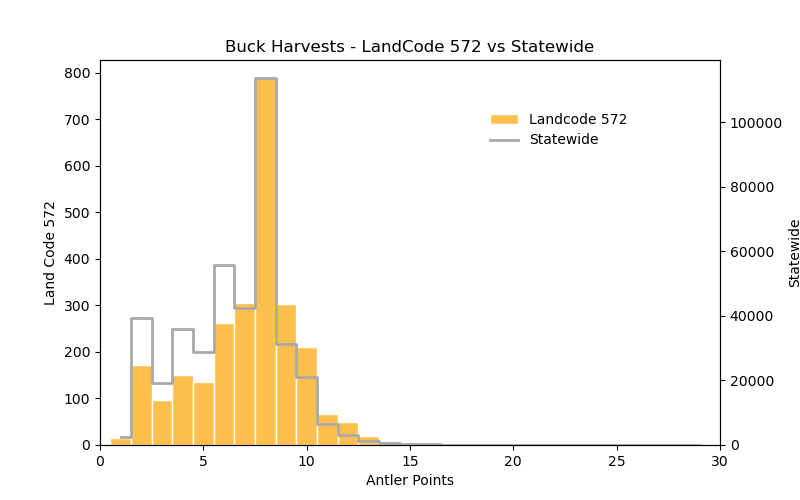 Buck Harvests - LandCode 572 vs Statewide
800
700
600
500
400
300
200
100
0
Land Code 572
Landcode 572
Statewide
100000
80000
60000
40000
20000
0
Statewide
0 5 10 15 20 25 30
Antler Points